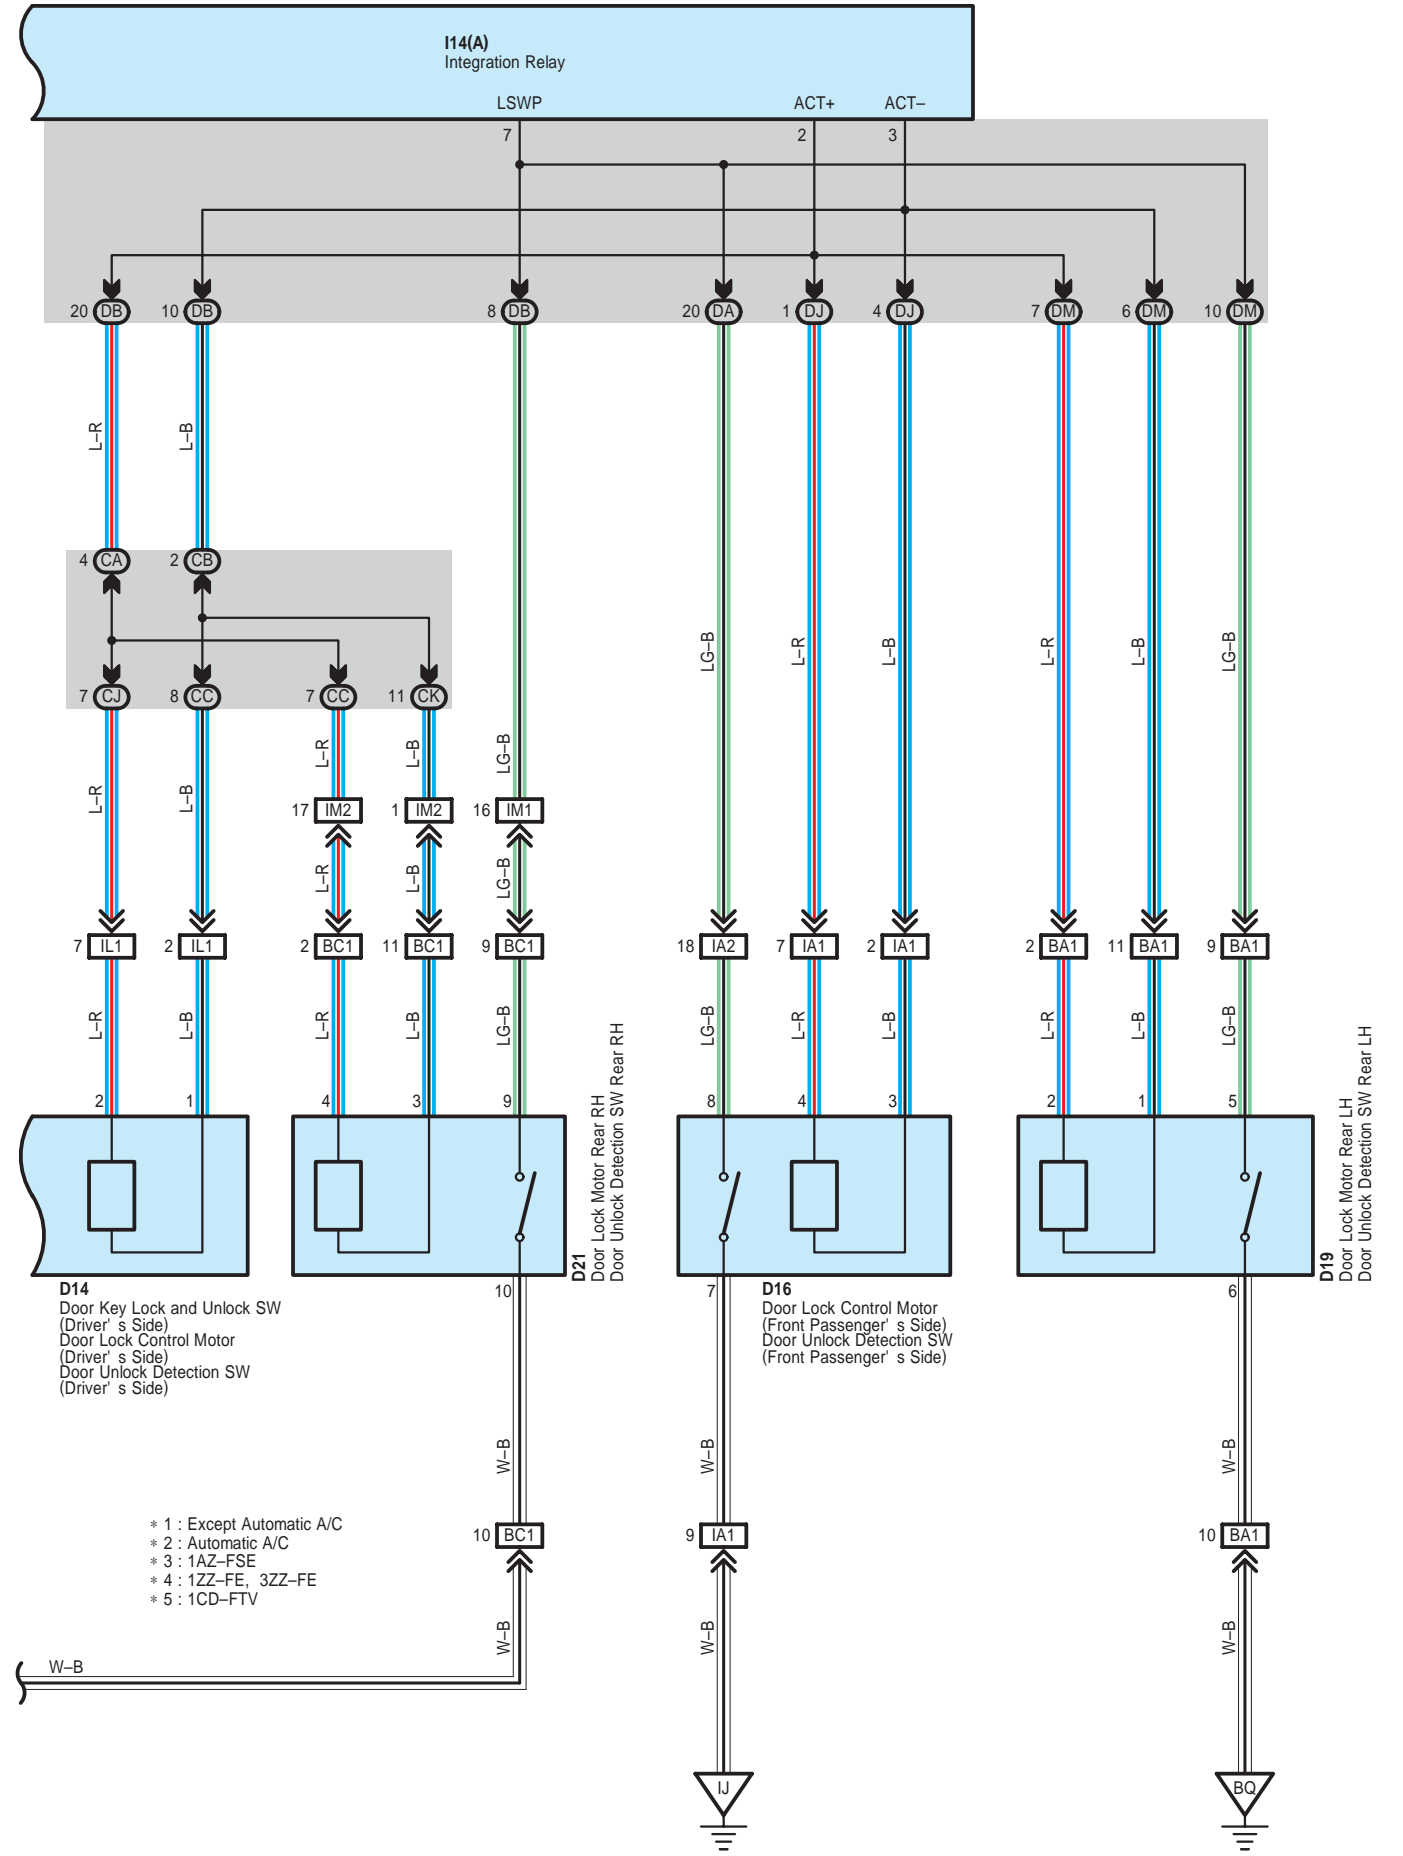 I14(A)
Integration Relay
LSWP ACT+ ACT–
7 2 3
20 DB 10 DB 8 DB 20 DA 1 DJ 4 DJ 7 DM 6 DM 10 DM
L–R L–B
4 CA 2 CB
LG–B L–R L–B L–R L–B LG–B
7 CJ 8 CC 7 CC 11 CK
L–R L–B LG–B
L–R L–B
17 IM2 1 IM2 16 IM1
L–R L–B LG–B
7 IL1 2 IL1 2 BC1 11 BC1 9 BC1 18 IA2 7 IA1 2 IA1 2 BA1 11 BA1 9 BA1
L–R L–B L–R L–B LG–B LG–B L–R L–B L–R L–B LG–B
2 1 4 3 9 8 4 3 2 1 5
D21
Door Lock Motor Rear RH
Door Unlock Detection SW Rear RH
D19
Door Lock Motor Rear LH
Door Unlock Detection SW Rear LH
10 7 6
D14
Door Key Lock and Unlock SW
(Driver' s Side)
Door Lock Control Motor
(Driver' s Side)
Door Unlock Detection SW
(Driver' s Side)
D16
Door Lock Control Motor
(Front Passenger' s Side)
Door Unlock Detection SW
(Front Passenger' s Side)
W–B W–B W–B
10 BC1 9 IA1 10 BA1
* 1 : Except Automatic A/C
* 2 : Automatic A/C
* 3 : 1AZ–FSE
* 4 : 1ZZ–FE, 3ZZ–FE
* 5 : 1CD–FTV
W–B W–B W–B
W–B
IJ BQ